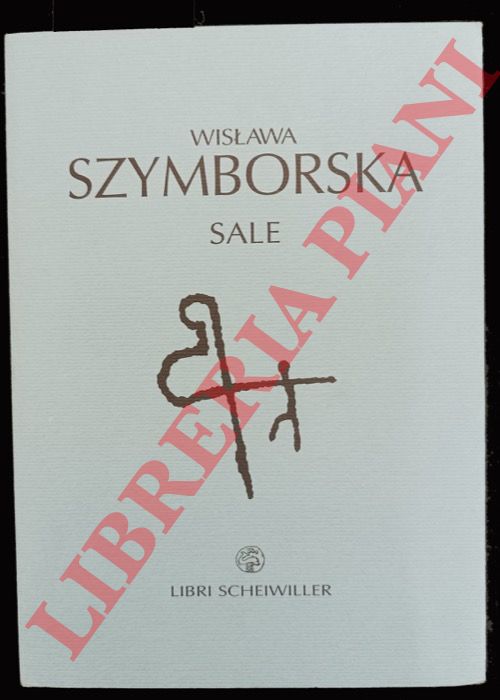 WISŁAWA
SZYMBORSKA
SALE
LIBRI SCHEIWILLER
LIBRERIA PIANI